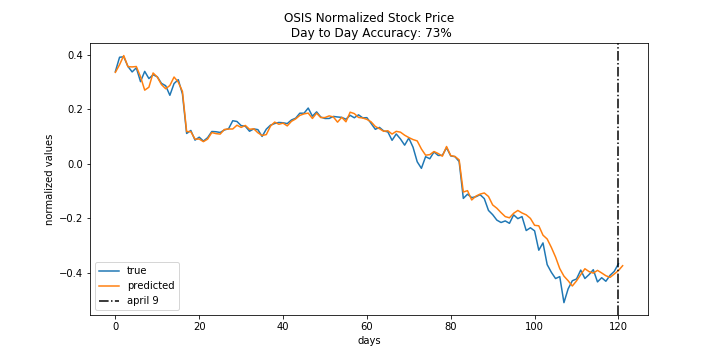 OSIS Normalized Stock Price
Day to Day Accuracy: 73%
normalized values
0.4
0.2
0.0
−0.2
−0.4
true
predicted
april 9
0
20
40
60
80
100
120
days